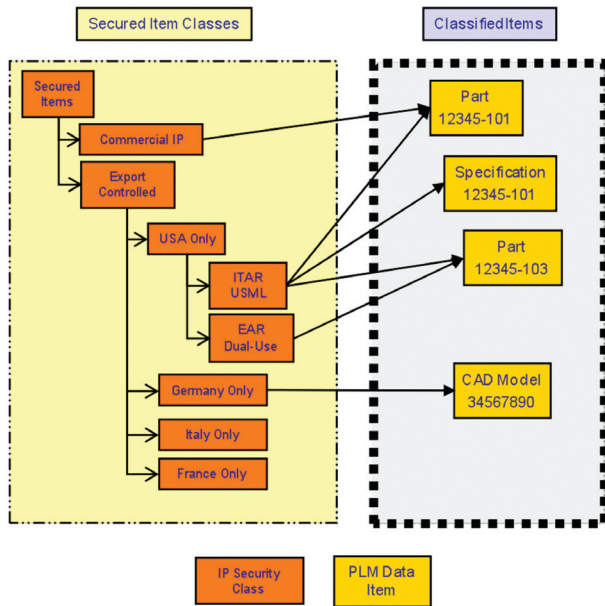 Secured Item Classes
Classified Items
Secured
Items
Commercial IP
Export
Controlled
USA Only
ITAR
USML
EAR
Dual-Use
Germany Only
Italy Only
France Only
Part
12345-101
Specification
12345-101
Part
12345-103
CAD Model
34567890
IP Security
Class
PLM Data
Item